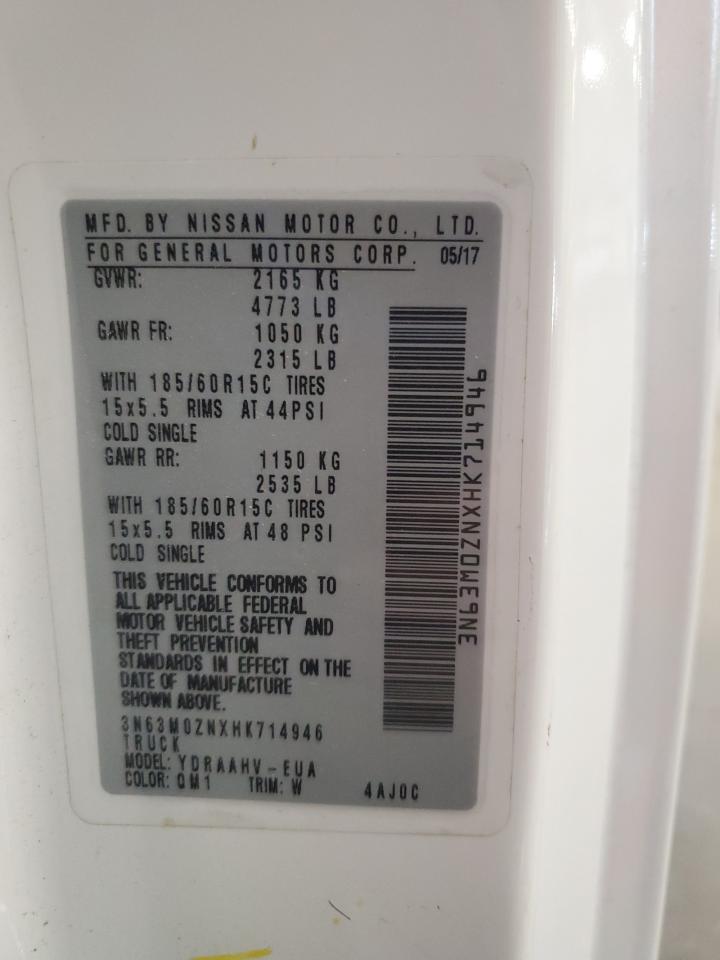 MFD. BY NISSAN MOTOR CO., LTD.
FOR GENERAL MOTORS CORP. 05/17
GVWR: 2165 KG
4773 LB
GAWR FR: 1050 KG
2315 LB
WITH 185/60R15C TIRES
15x5.5 RIMS AT 44PSI
COLD SINGLE
GAWR RR: 1150 KG
2535 LB
WITH 185/60R15C TIRES
15x5.5 RIMS AT 48 PSI
COLD SINGLE
THIS VEHICLE CONFORMS TO
ALL APPLICABLE FEDERAL
MOTOR VEHICLE SAFETY AND
THEFT PREVENTION
STANDARDS IN EFFECT ON THE
DATE OF MANUFACTURE
SHOWN ABOVE.
3N63M0ZNXHK714946
TRUCK
MODEL: YDRAAHV-EUA
COLOR: QM1 TRIM: W 4AJ0C
3N63M0ZNXHK714946